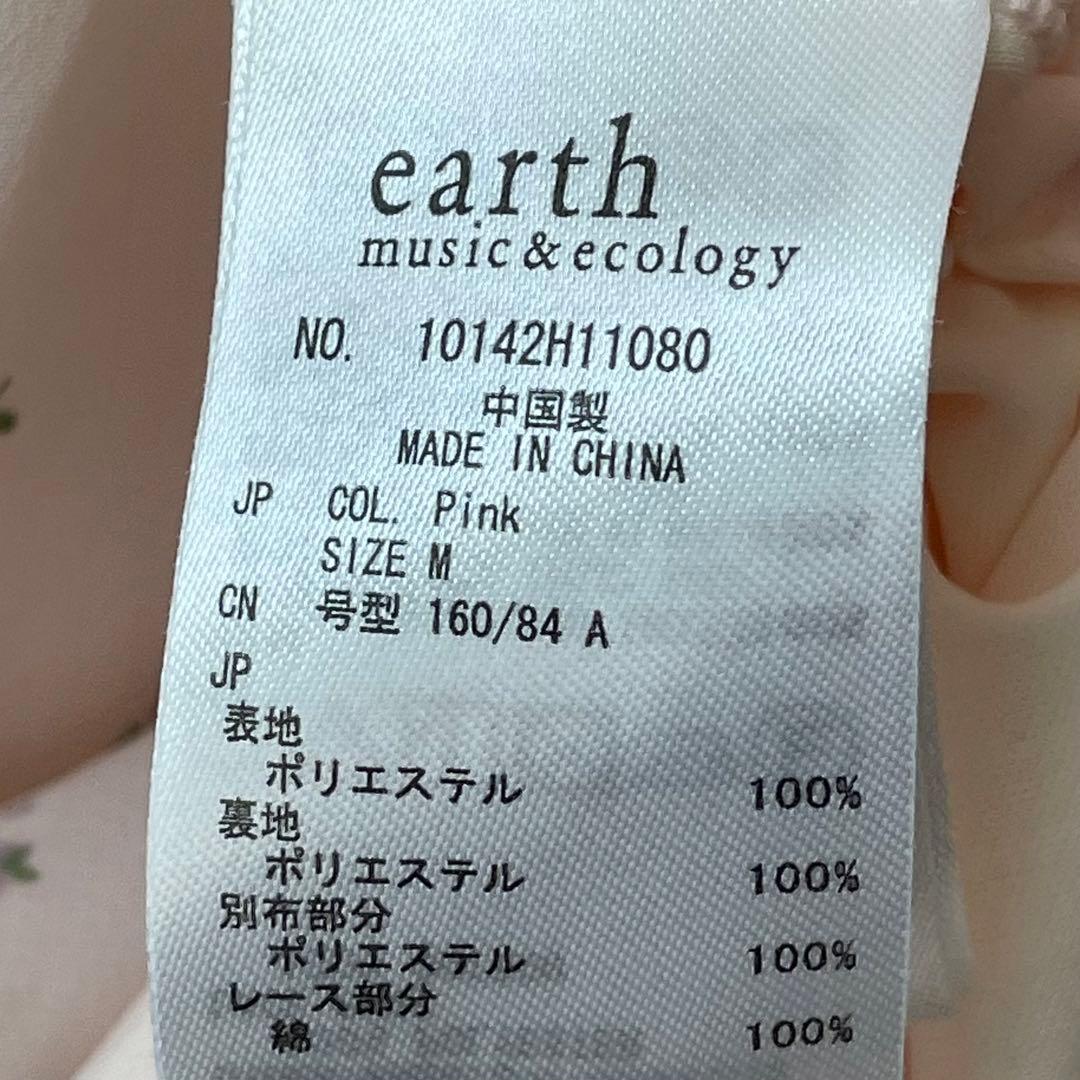 earth
music&ecology
NO. 10142H11080
中国製
MADE IN CHINA
JP COL. Pink
SIZE M
CN 号型 160/84 A
JP
表地
ポリエステル 100%
裏地
ポリエステル 100%
別布部分
ポリエステル 100%
レース部分
綿 100%